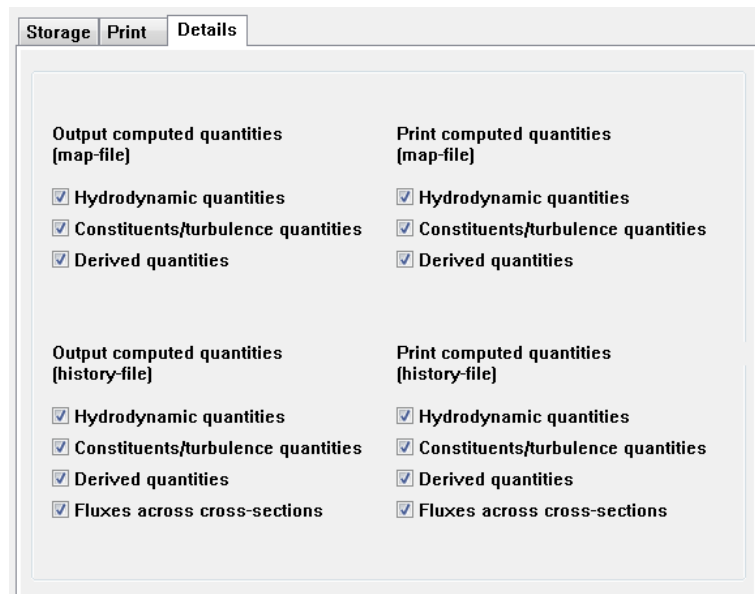 Storage Print Details
Output computed quantities
(map-file)
Hydrodynamic quantities
Constituents/turbulence quantities
Derived quantities
Print computed quantities
(map-file)
Hydrodynamic quantities
Constituents/turbulence quantities
Derived quantities
Output computed quantities
(history-file)
Hydrodynamic quantities
Constituents/turbulence quantities
Derived quantities
Fluxes across cross-sections
Print computed quantities
(history-file)
Hydrodynamic quantities
Constituents/turbulence quantities
Derived quantities
Fluxes across cross-sections